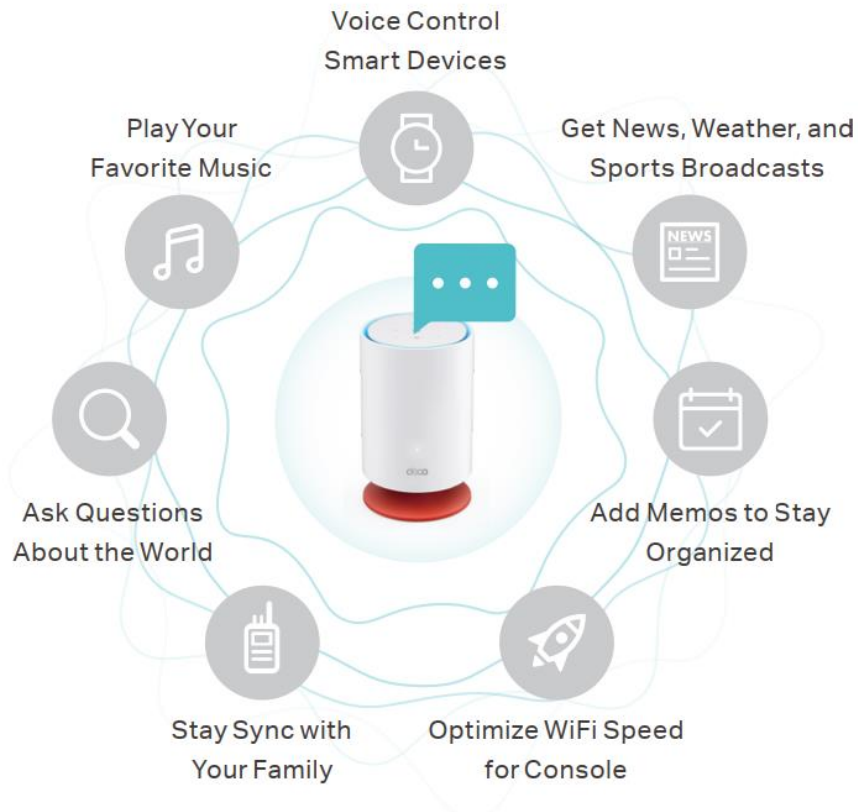 Voice Control
Smart Devices
Play Your
Favorite Music
Get News, Weather, and
Sports Broadcasts
NEWS
deco
Ask Questions
About the World
Add Memos to Stay
Organized
Stay Sync with
Your Family
Optimize WiFi Speed
for Console